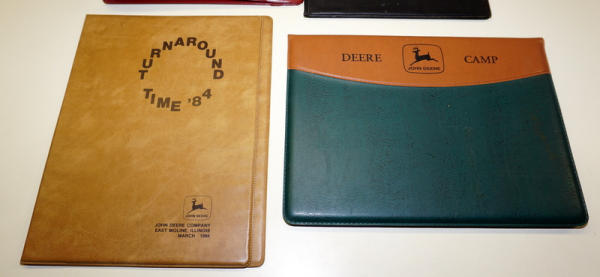 TURNAROUND
TIME '84
JOHN DEERE
JOHN DEERE COMPANY
EAST MOLINE, ILLINOIS
MARCH 1984
DEERE JOHN DEERE CAMP